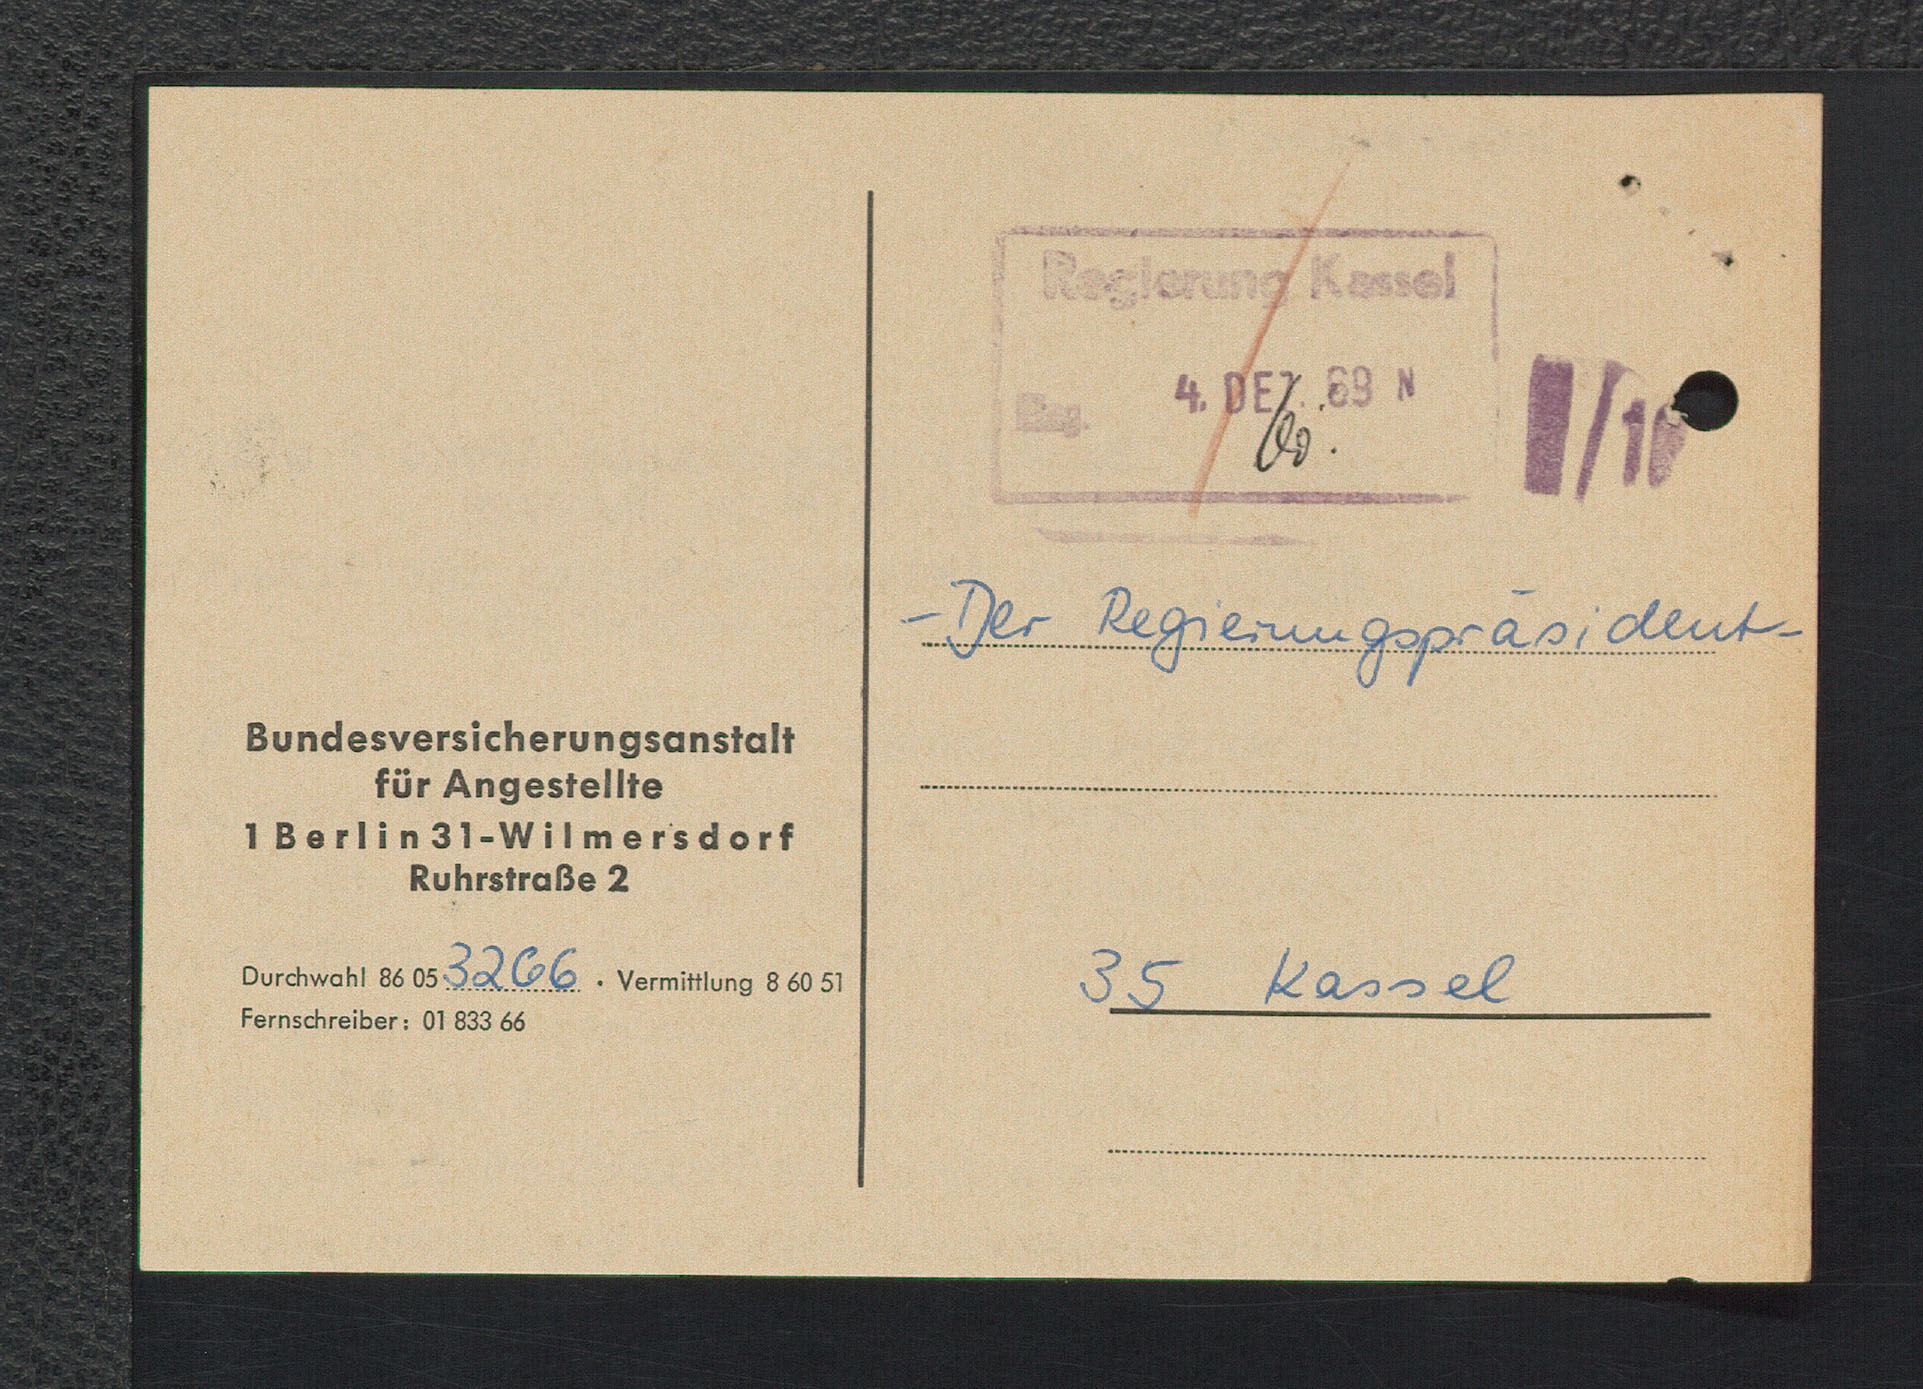 Bundesversicherungsanstalt
für Angestellte
1 Berlin 31-Wilmersdorf
Ruhrstraße 2
Durchwahl 86 05 3266 · Vermittlung 8 60 51
Fernschreiber: 01 833 66
Regierung Kassel
4. DEZ. 69 N
/10
-Der Regierungspräsident-
35 Kassel